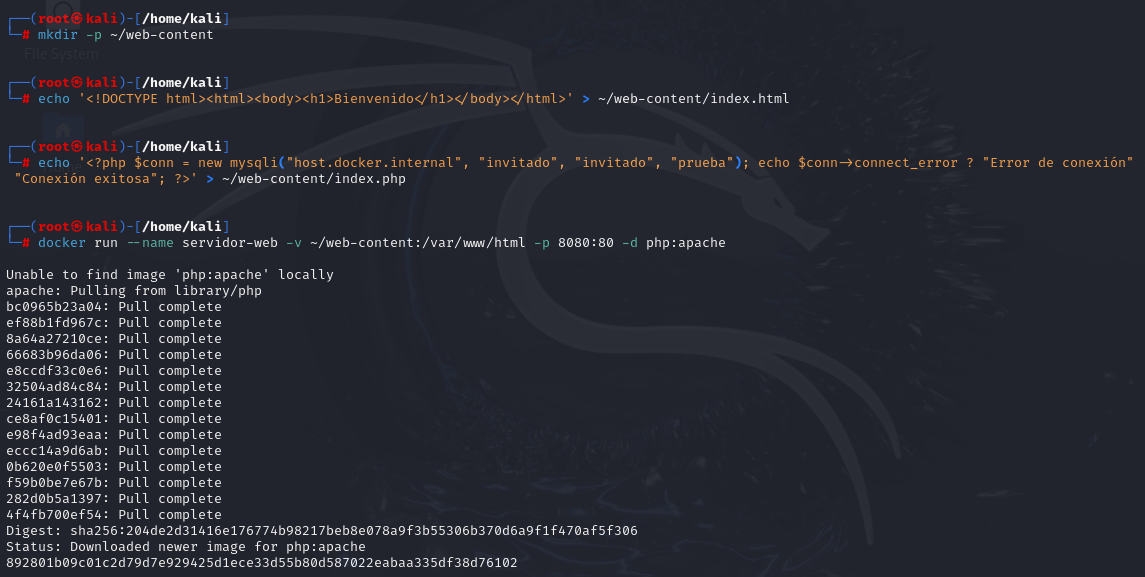 ┌──(root㉿kali)-[/home/kali]
└─# mkdir -p ~/web-content
File System
┌──(root㉿kali)-[/home/kali]
└─# echo '<!DOCTYPE html><html><body><h1>Bienvenido</h1></body></html>' > ~/web-content/index.html
┌──(root㉿kali)-[/home/kali]
└─# echo '<?php $conn = new mysqli("host.docker.internal", "invitado", "invitado", "prueba"); echo $conn->connect_error ? "Error de conexión"
"Conexión exitosa"; ?>' > ~/web-content/index.php
┌──(root㉿kali)-[/home/kali]
└─# docker run --name servidor-web -v ~/web-content:/var/www/html -p 8080:80 -d php:apache
Unable to find image 'php:apache' locally
apache: Pulling from library/php
bc0965b23a04: Pull complete
ef88b1fd967c: Pull complete
8a64a27210ce: Pull complete
66683b96da06: Pull complete
e8ccdf33c0e6: Pull complete
32504ad84c84: Pull complete
24161a143162: Pull complete
ce8af0c15401: Pull complete
e98f4ad93eaa: Pull complete
eccc14a9d6ab: Pull complete
0b620e0f5503: Pull complete
f59b0be7e67b: Pull complete
282d0b5a1397: Pull complete
4f4fb700ef54: Pull complete
Digest: sha256:204de2d31416e176774b98217beb8e078a9f3b55306b370d6a9f1f470af5f306
Status: Downloaded newer image for php:apache
892801b09c01c2d79d7e929425d1ece33d55b80d587022eabaa335df38d76102